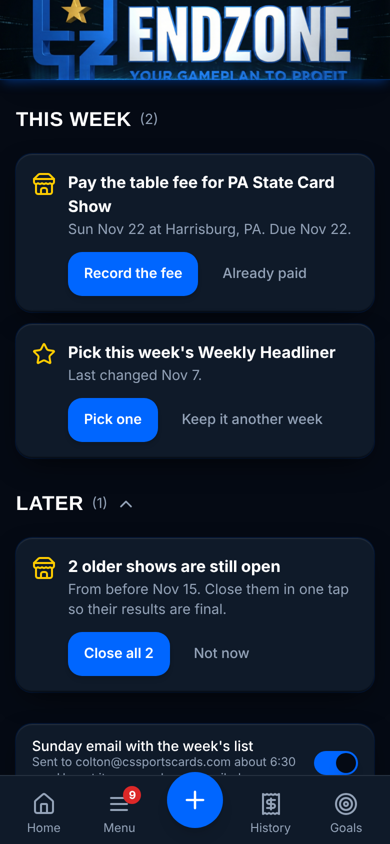 ENDZONE
YOUR GAMEPLAN TO PROFIT
THIS WEEK (2)
Pay the table fee for PA State Card
Show
Sun Nov 22 at Harrisburg, PA. Due Nov 22.
Record the fee
Already paid
Pick this week's Weekly Headliner
Last changed Nov 7.
Pick one
Keep it another week
LATER (1)
2 older shows are still open
From before Nov 15. Close them in one tap
so their results are final.
Close all 2
Not now
Sunday email with the week's list
Sent to colton@cssportscards.com about 6:30
9
Home
Menu
History
Goals